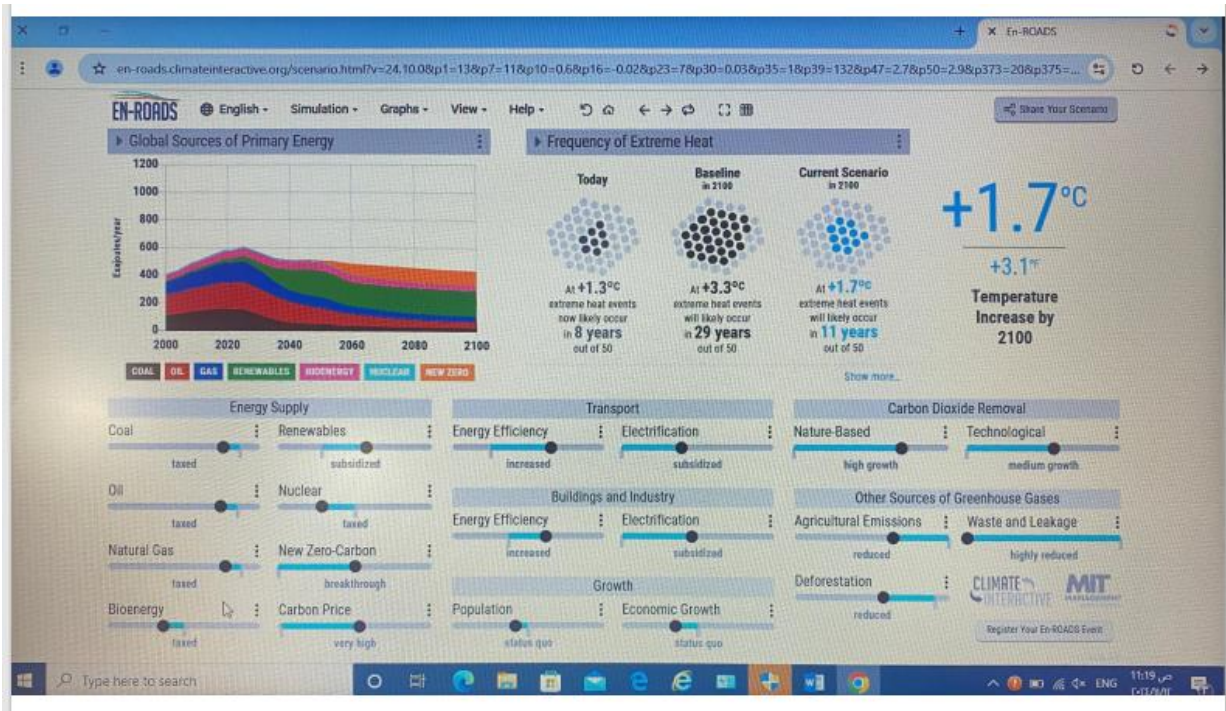 En-ROADS
en-roads.climateinteractive.org/scenario.html?v=24.10.0&p1=13&p7=11&p10=0.6&p16=-0.02&p23=7&p30=0.03&p35=1&p39=132&p47=2.7&p50=2.9&p373=20&p375=...
EN-ROADS English Simulation Graphs View Help Share Your Scenario
Global Sources of Primary Energy
1200
1000
800
600
400
200
0
Exajoules/year
2000 2020 2040 2060 2080 2100
COAL OIL GAS RENEWABLES BIOENERGY NUCLEAR NEW ZERO
Frequency of Extreme Heat
Today
At +1.3°C
extreme heat events
now likely occur
in 8 years
out of 50
Baseline
in 2100
At +3.3°C
extreme heat events
will likely occur
in 29 years
out of 50
Current Scenario
in 2100
At +1.7°C
extreme heat events
will likely occur
in 11 years
out of 50
Show more...
+1.7°C
+3.1°F
Temperature
Increase by
2100
Energy Supply
Coal
taxed
Renewables
subsidized
Oil
taxed
Nuclear
taxed
Natural Gas
taxed
New Zero-Carbon
breakthrough
Bioenergy
taxed
Carbon Price
very high
Transport
Energy Efficiency
increased
Electrification
subsidized
Buildings and Industry
Energy Efficiency
increased
Electrification
subsidized
Growth
Population
status quo
Economic Growth
status quo
Carbon Dioxide Removal
Nature-Based
high growth
Technological
medium growth
Other Sources of Greenhouse Gases
Agricultural Emissions
reduced
Waste and Leakage
highly reduced
Deforestation
reduced
CLIMATE
INTERACTIVE
MIT
MANAGEMENT
Register Your En-ROADS Event
Type here to search
ENG
11:19 ص